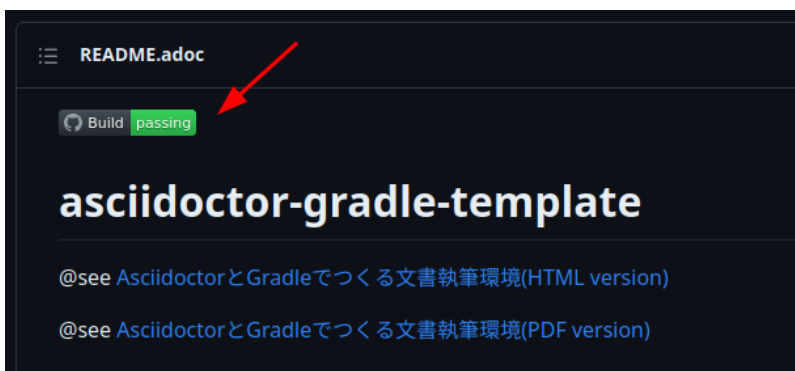 README.adoc
Build passing
asciidoctor-gradle-template
@see AsciidoctorとGradleでつくる文書執筆環境(HTML version)
@see AsciidoctorとGradleでつくる文書執筆環境(PDF version)